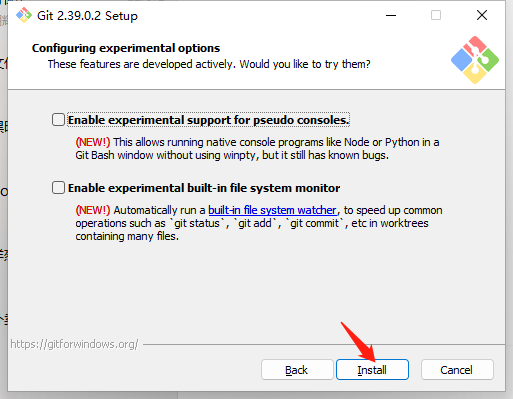 Git 2.39.0.2 Setup
Configuring experimental options
These features are developed actively. Would you like to try them?
Enable experimental support for pseudo consoles.
(NEW!) This allows running native console programs like Node or Python in a
Git Bash window without using winpty, but it still has known bugs.
Enable experimental built-in file system monitor
(NEW!) Automatically run a built-in file system watcher, to speed up common
operations such as `git status`, `git add`, `git commit`, etc in worktrees
containing many files.
https://gitforwindows.org/
Back
Install
Cancel